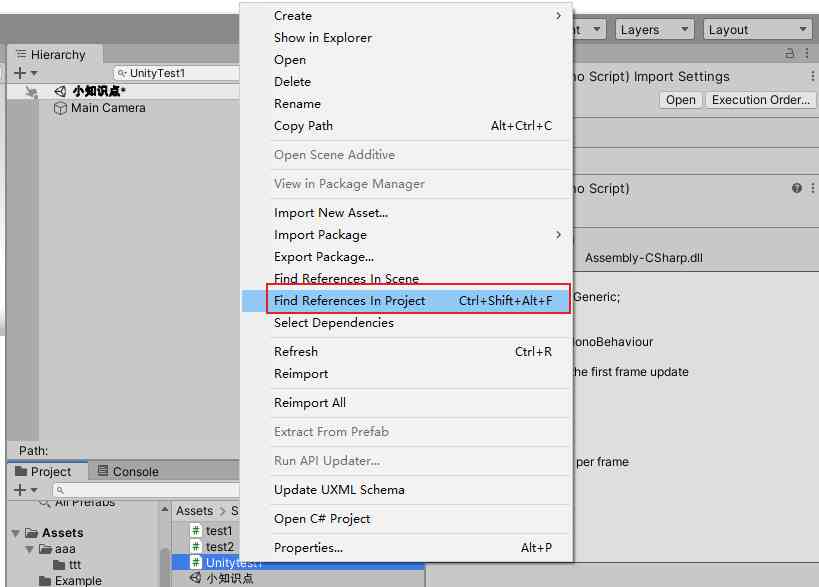 Create
Show in Explorer
Open
Delete
Rename
Copy Path Alt+Ctrl+C
Open Scene Additive
View in Package Manager
Import New Asset...
Import Package
Export Package...
Find References In Scene
Find References In Project Ctrl+Shift+Alt+F
Select Dependencies
Refresh Ctrl+R
Reimport
Reimport All
Extract From Prefab
Run API Updater...
Update UXML Schema
Open C# Project
Properties... Alt+P
Hierarchy
UnityTest1
小知识点*
Main Camera
Path:
Project
Console
All Prefabs
Assets
aaa
ttt
Example
Assets > S
# test1
# test2
# Unitytest1
小知识点
nt
Layers
Layout
no Script) Import Settings
Open
Execution Order...
no Script)
Assembly-CSharp.dll
Generic;
onoBehaviour
he first frame update
per frame